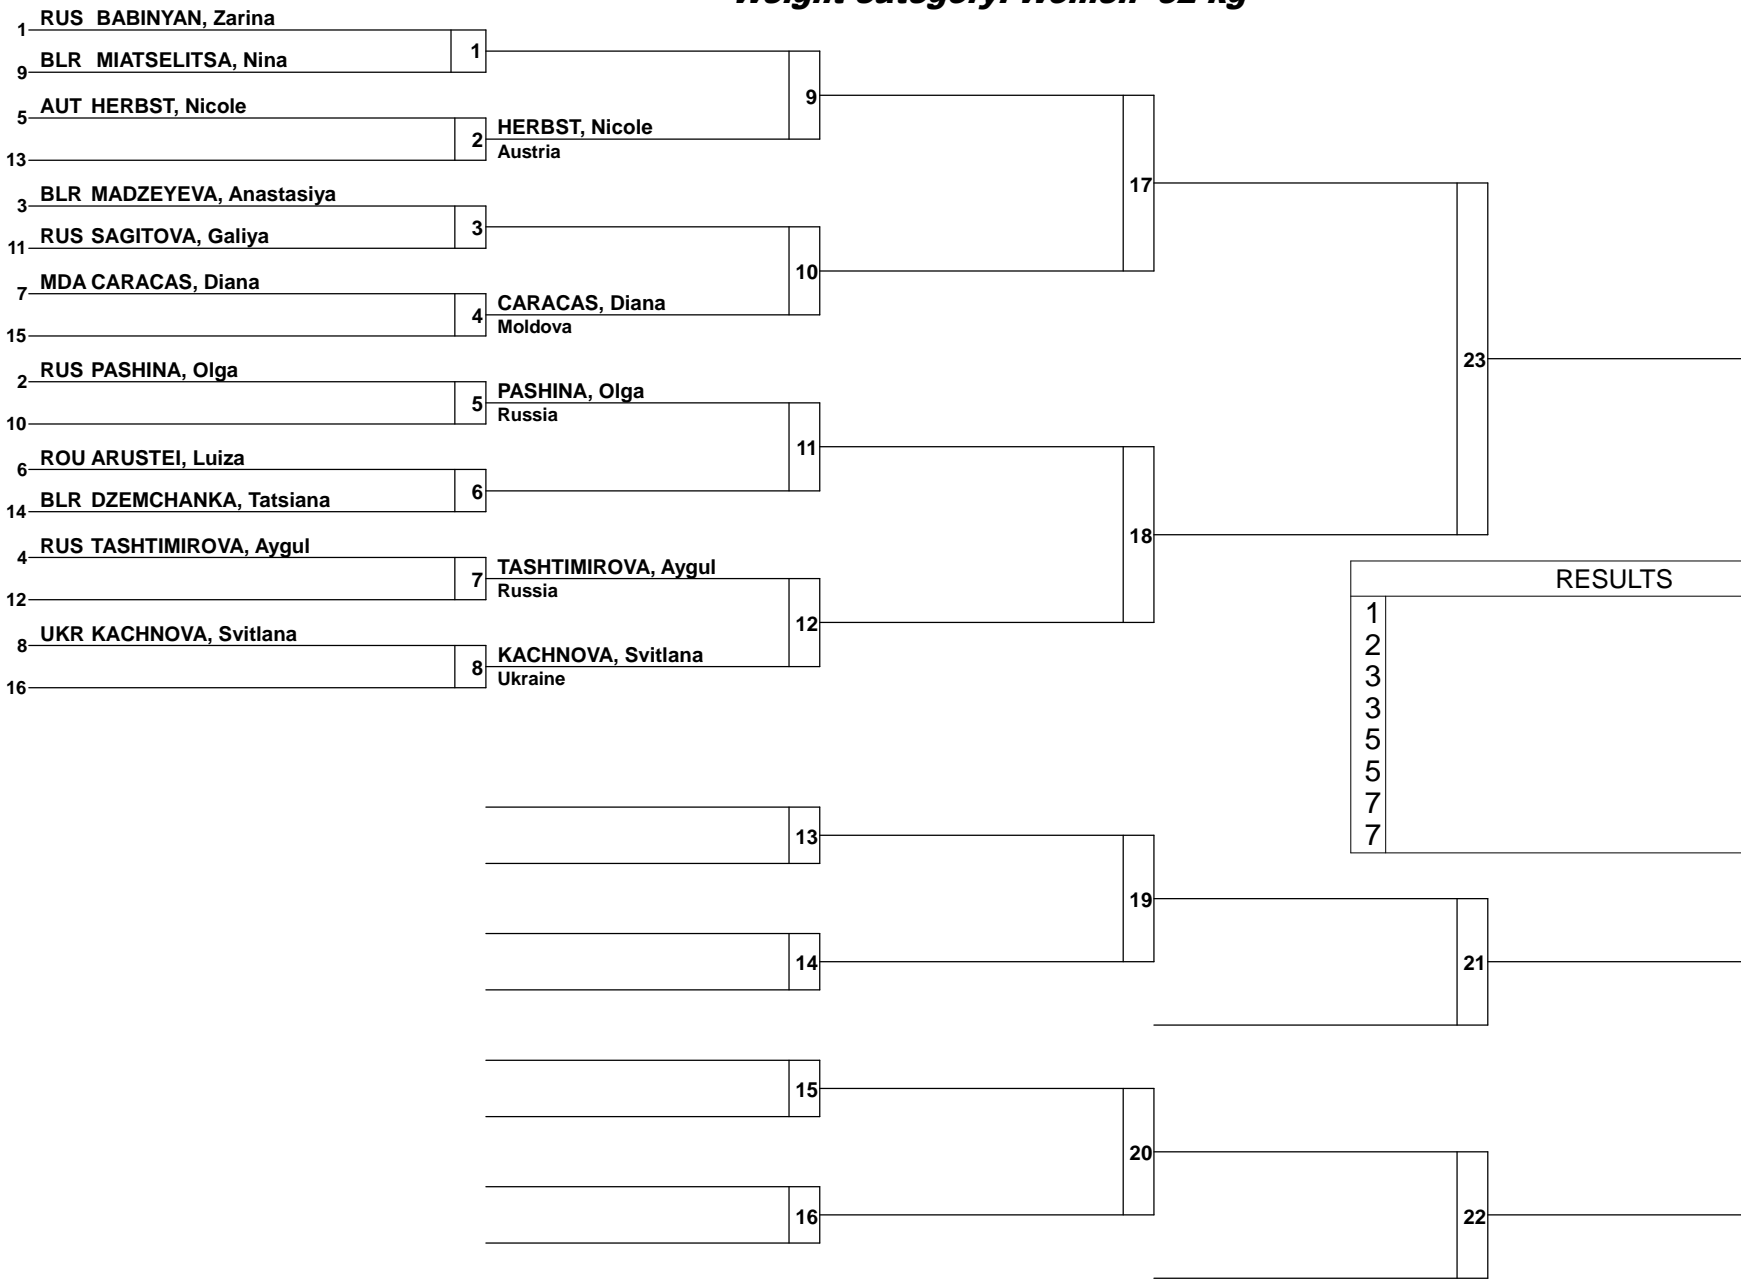 Weight category: Women -52 kg
1 RUS BABINYAN, Zarina
9 BLR MIATSELITSA, Nina
1
5 AUT HERBST, Nicole
13
2
HERBST, Nicole
Austria
9
3 BLR MADZEYEVA, Anastasiya
11 RUS SAGITOVA, Galiya
3
7 MDA CARACAS, Diana
15
4
CARACAS, Diana
Moldova
10
17
2 RUS PASHINA, Olga
10
5
PASHINA, Olga
Russia
6 ROU ARUSTEI, Luiza
14 BLR DZEMCHANKA, Tatsiana
6
11
4 RUS TASHTIMIROVA, Aygul
12
7
TASHTIMIROVA, Aygul
Russia
8 UKR KACHNOVA, Svitlana
16
8
KACHNOVA, Svitlana
Ukraine
12
18
23
RESULTS
1
2
3
3
5
5
7
7
13
14
19
21
15
16
20
22